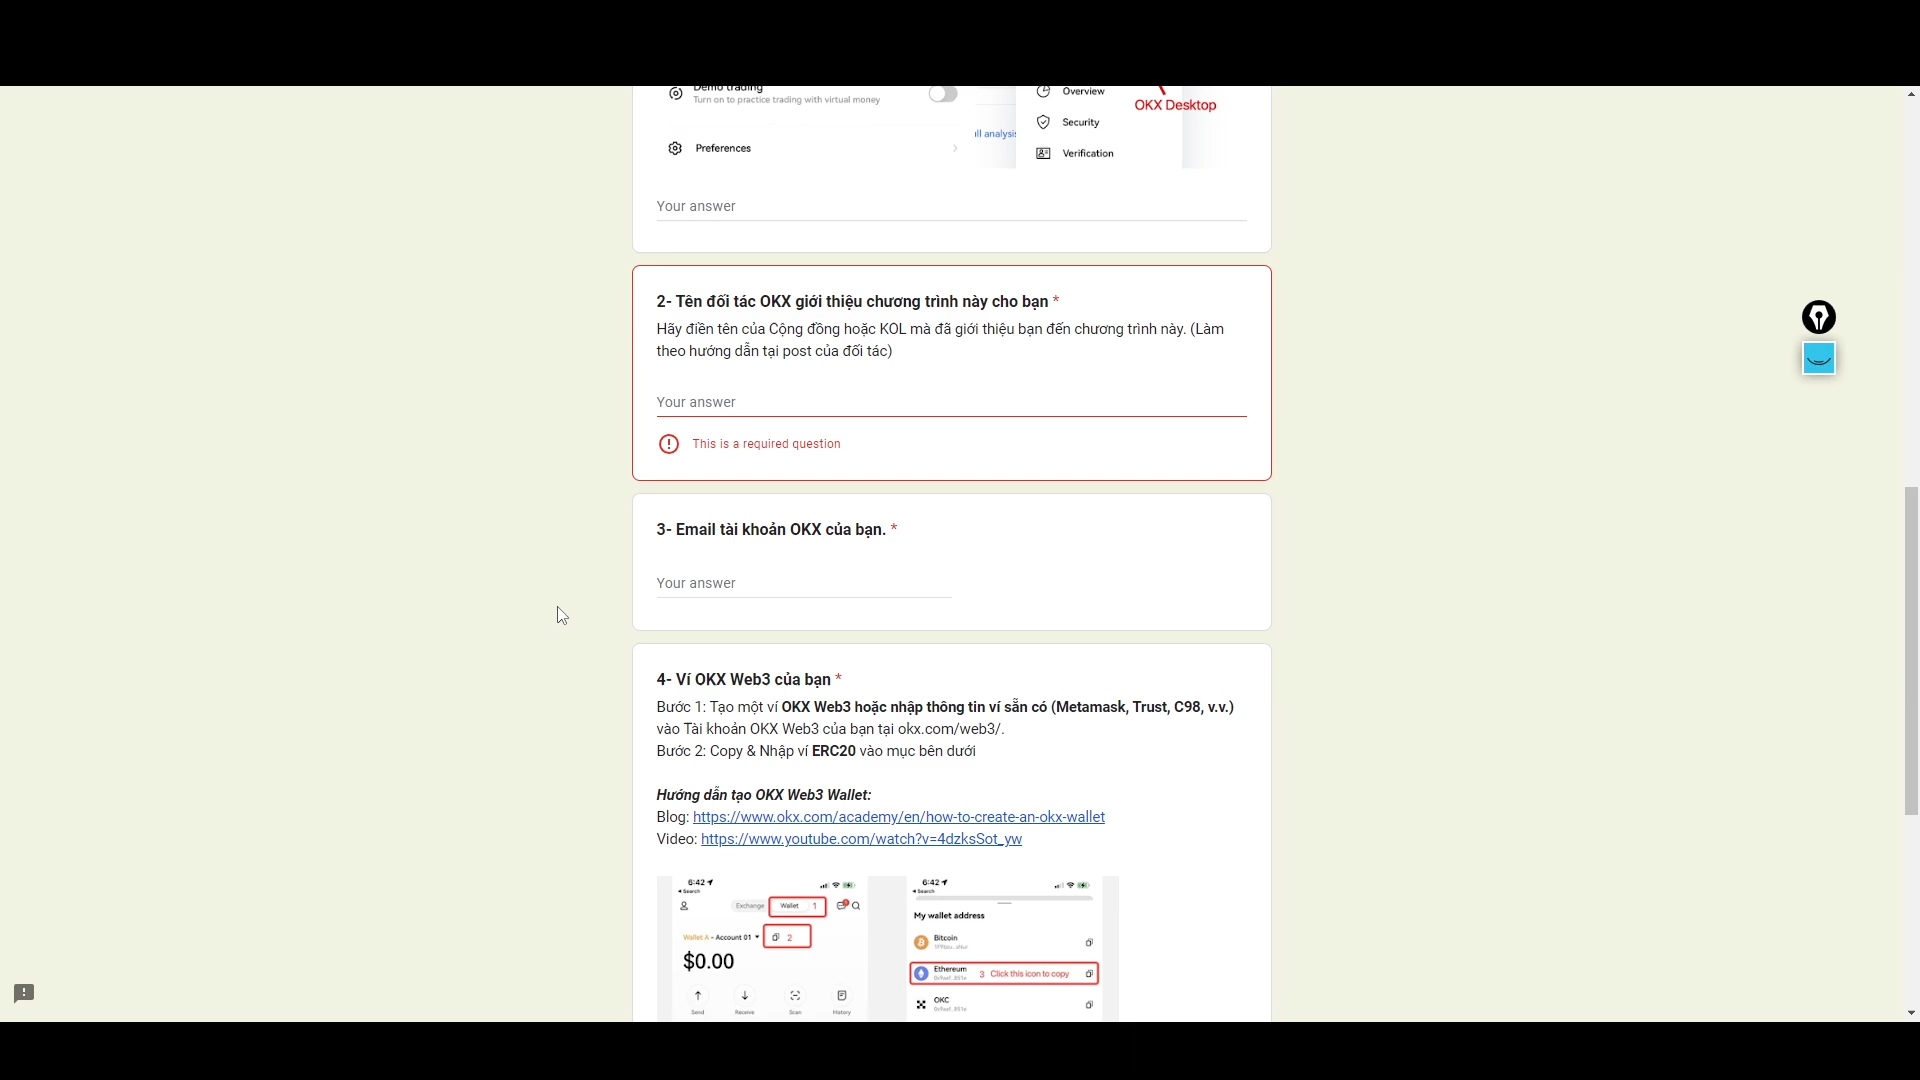 Demo trading
Turn on to practice trading with virtual money
Preferences
ll analysis
Overview
OKX Desktop
Security
Verification
Your answer
2- Tên đối tác OKX giới thiệu chương trình này cho bạn *
Hãy điền tên của Cộng đồng hoặc KOL mà đã giới thiệu bạn đến chương trình này. (Làm
theo hướng dẫn tại post của đối tác)
Your answer
This is a required question
3- Email tài khoản OKX của bạn. *
Your answer
4- Ví OKX Web3 của bạn *
Bước 1: Tạo một ví OKX Web3 hoặc nhập thông tin ví sẵn có (Metamask, Trust, C98, v.v.)
vào Tài khoản OKX Web3 của bạn tại okx.com/web3/.
Bước 2: Copy & Nhập ví ERC20 vào mục bên dưới
Hướng dẫn tạo OKX Web3 Wallet:
Blog: https://www.okx.com/academy/en/how-to-create-an-okx-wallet
Video: https://www.youtube.com/watch?v=4dzksSot_yw
6:42
Search
Exchange
Wallet
1
Wallet A - Account 01
2
$0.00
Send
Receive
Scan
History
6:42
Search
My wallet address
Bitcoin
Ethereum
3 Click this icon to copy
OKC